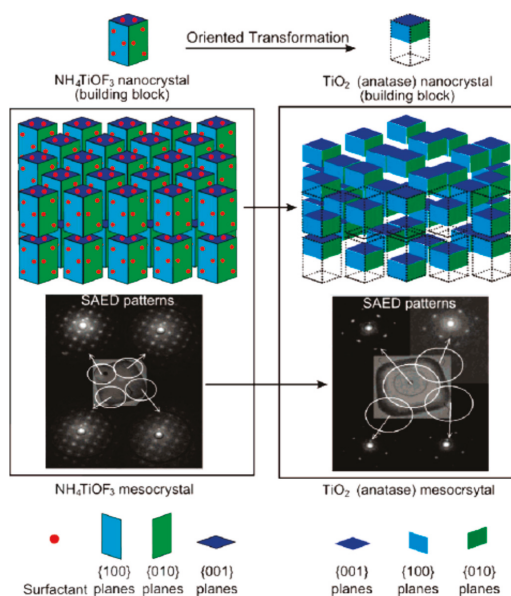 Oriented Transformation
NH₄TiOF₃ nanocrystal
(building block)
TiO₂ (anatase) nanocrystal
(building block)
SAED patterns
SAED patterns
NH₄TiOF₃ mesocrystal
TiO₂ (anatase) mesocrsytal
Surfactant
{100}
planes
{010}
planes
{001}
planes
{001}
planes
{100}
planes
{010}
planes